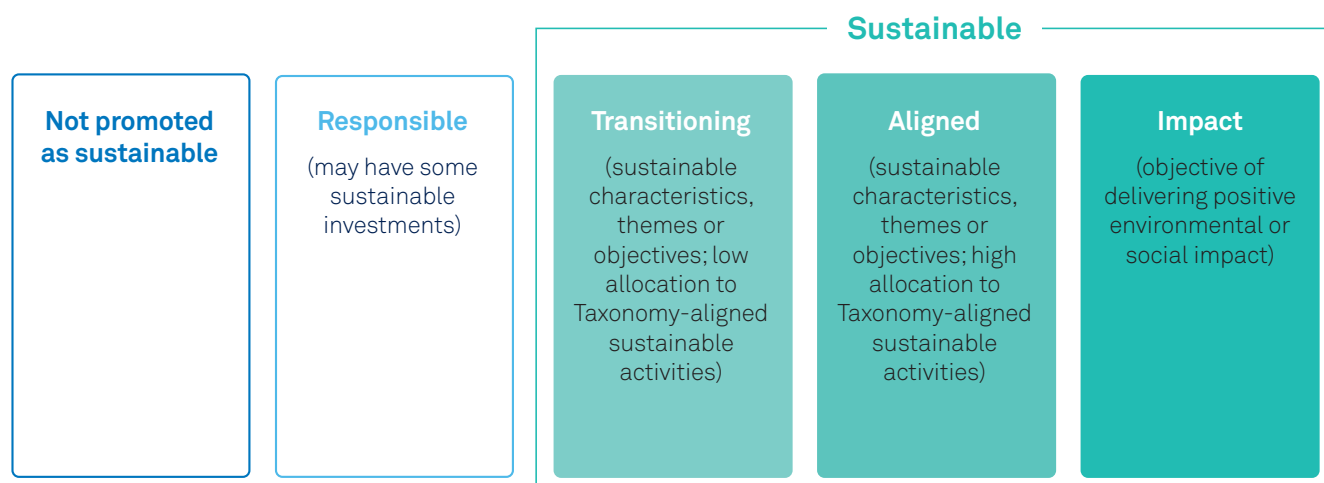 Sustainable
Not promoted
as sustainable
Responsible
(may have some
sustainable
investments)
Transitioning
(sustainable
characteristics,
themes or
objectives; low
allocation to
Taxonomy-aligned
sustainable
activities)
Aligned
(sustainable
characteristics,
themes or
objectives; high
allocation to
Taxonomy-aligned
sustainable
activities)
Impact
(objective of
delivering positive
environmental or
social impact)